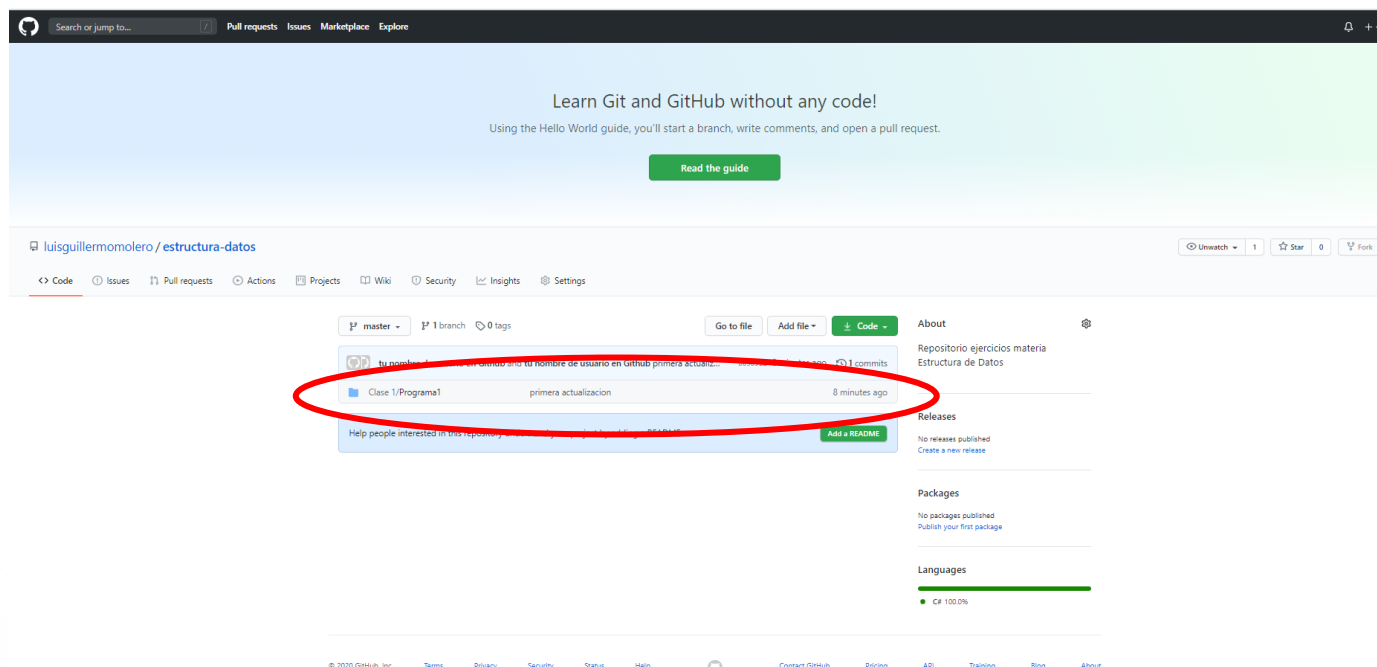 Search or jump to... / Pull requests Issues Marketplace Explore
Learn Git and GitHub without any code!
Using the Hello World guide, you'll start a branch, write comments, and open a pull request.
Read the guide
luisguillermomolero / estructura-datos
Unwatch 1 Star 0 Fork
Code Issues Pull requests Actions Projects Wiki Security Insights Settings
master 1 branch 0 tags Go to file Add file Code
tu nombre and tu nombre de usuario en Github primera actualiz... 1 commits
Clase 1/Programa1 primera actualizacion 8 minutes ago
Help people interested in this repository
Add a README
About
Repositorio ejercicios materia
Estructura de Datos
Releases
No releases published
Create a new release
Packages
No packages published
Publish your first package
Languages
C# 100.0%
© 2020 GitHub, Inc. Terms Privacy Security Status Help Contact GitHub Pricing API Training Blog About